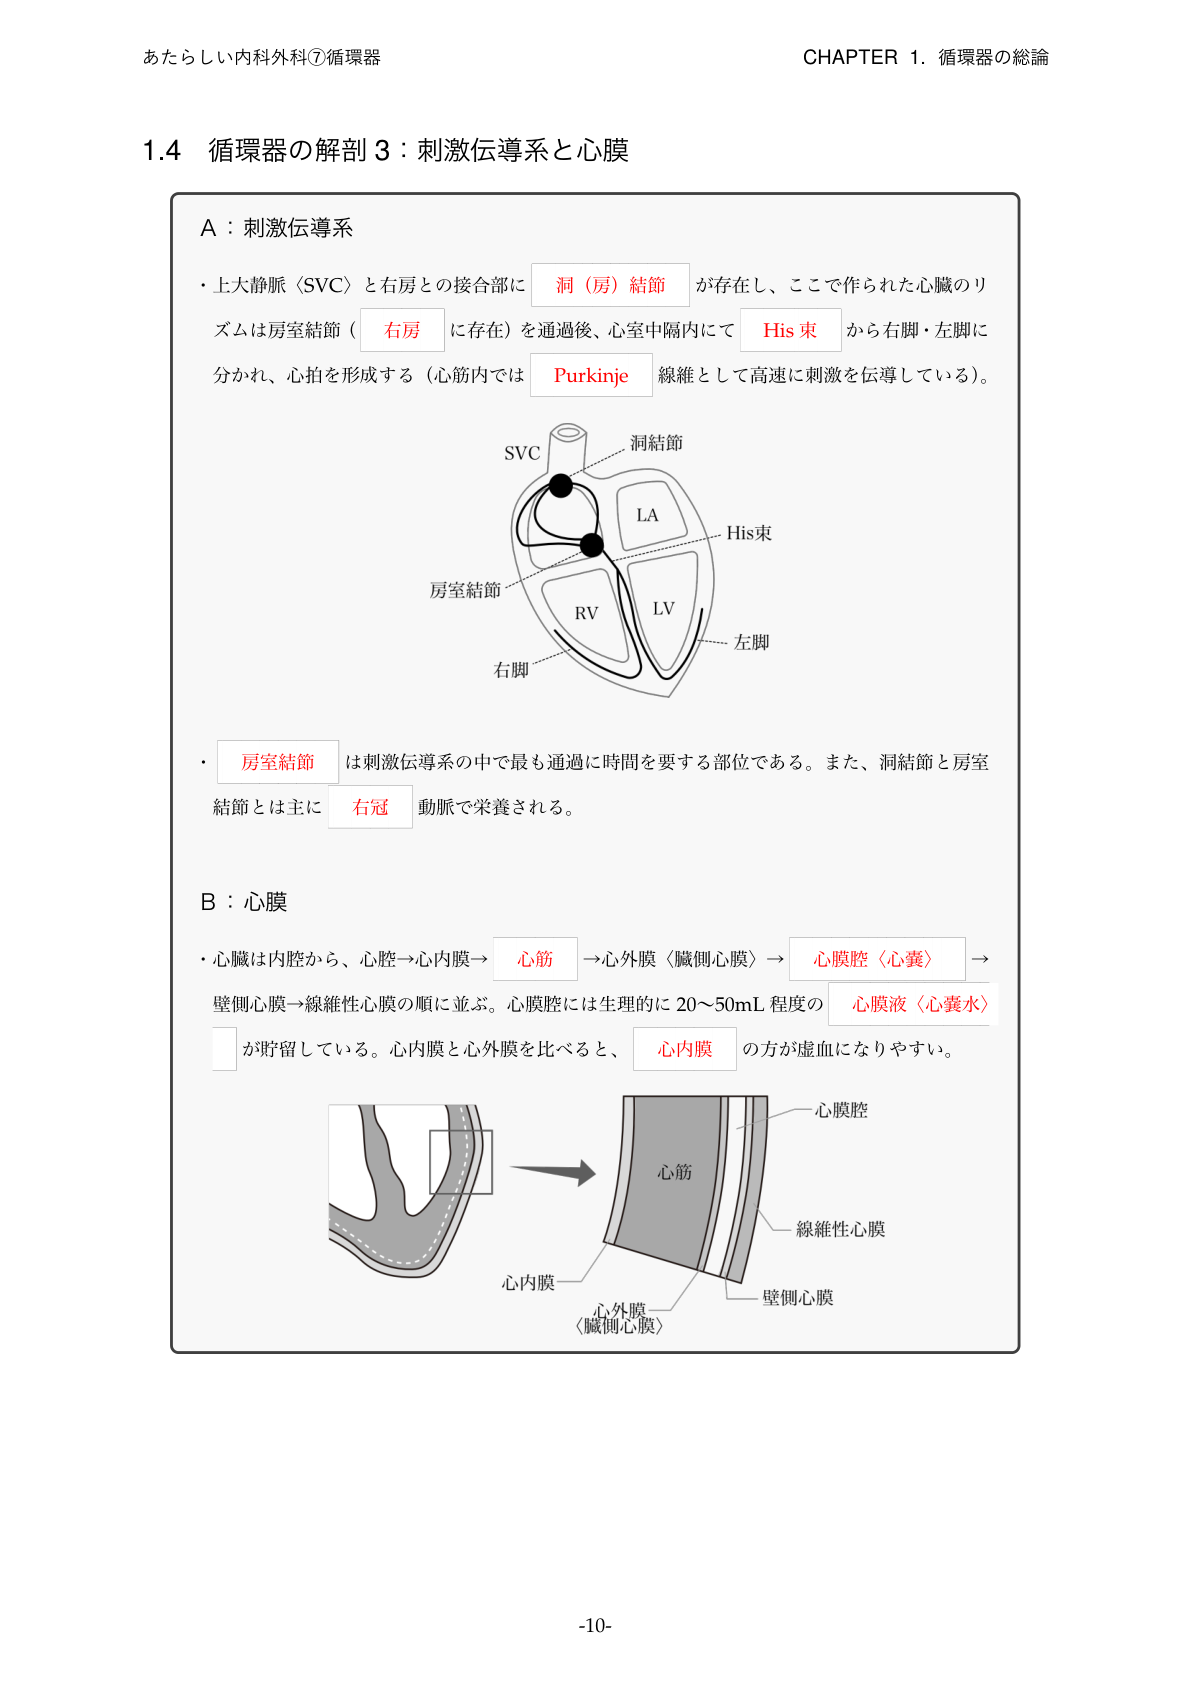 あたらしい内科外科⑦循環器
CHAPTER 1. 循環器の総論
1.4 循環器の解剖 3：刺激伝導系と心膜
A：刺激伝導系
・上大静脈〈SVC〉と右房との接合部に 洞（房）結節 が存在し、ここで作られた心臓のリ
ズムは房室結節（ 右房 に存在）を通過後、心室中隔内にて His 束 から右脚・左脚に
分かれ、心拍を形成する（心筋内では Purkinje 線維として高速に刺激を伝導している）。
SVC
洞結節
LA
His束
房室結節
RV
LV
左脚
右脚
・ 房室結節 は刺激伝導系の中で最も通過に時間を要する部位である。また、洞結節と房室
結節とは主に 右冠 動脈で栄養される。
B：心膜
・心臓は内腔から、心腔→心内膜→ 心筋 →心外膜〈臓側心膜〉→ 心膜腔〈心嚢〉 →
壁側心膜→線維性心膜の順に並ぶ。心膜腔には生理的に 20〜50mL 程度の 心膜液〈心嚢水〉
が貯留している。心内膜と心外膜を比べると、 心内膜 の方が虚血になりやすい。
心膜腔
心筋
線維性心膜
心内膜
壁側心膜
心外膜
〈臓側心膜〉
-10-